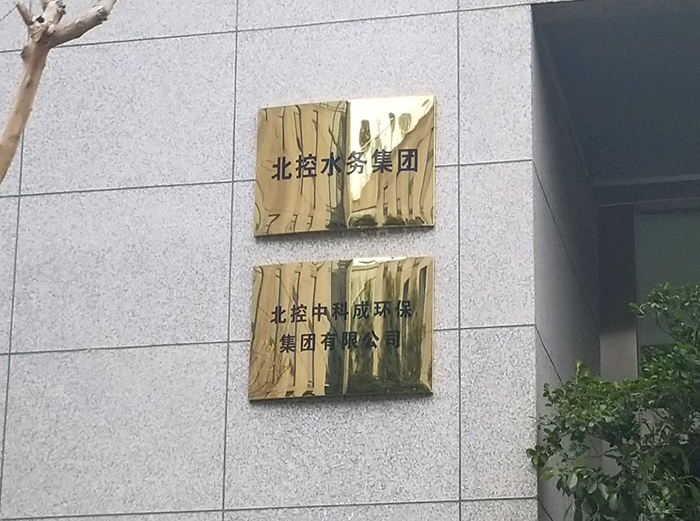 北控水务集团
北控中科成环保
集团有限公司